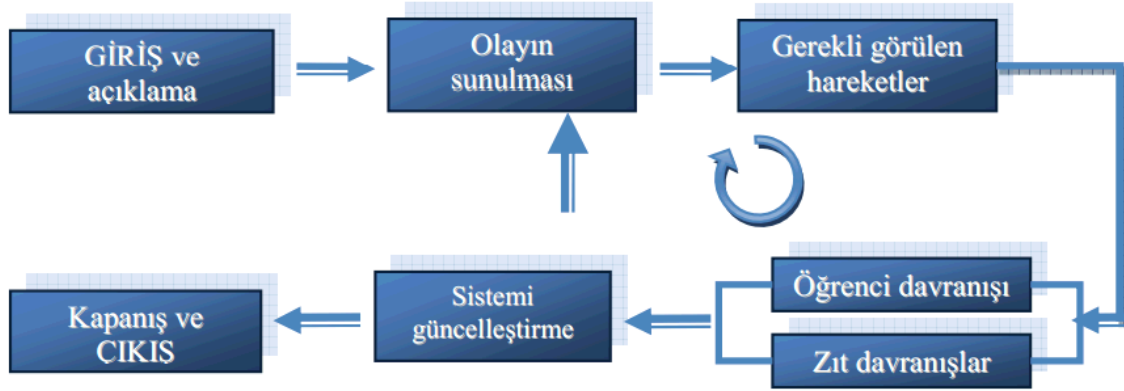 GİRİŞ ve
açıklama
Olayın
sunulması
Gerekli görülen
hareketler
Öğrenci davranışı
Zıt davranışlar
Sistemi
güncelleştirme
Kapanış ve
ÇIKIŞ